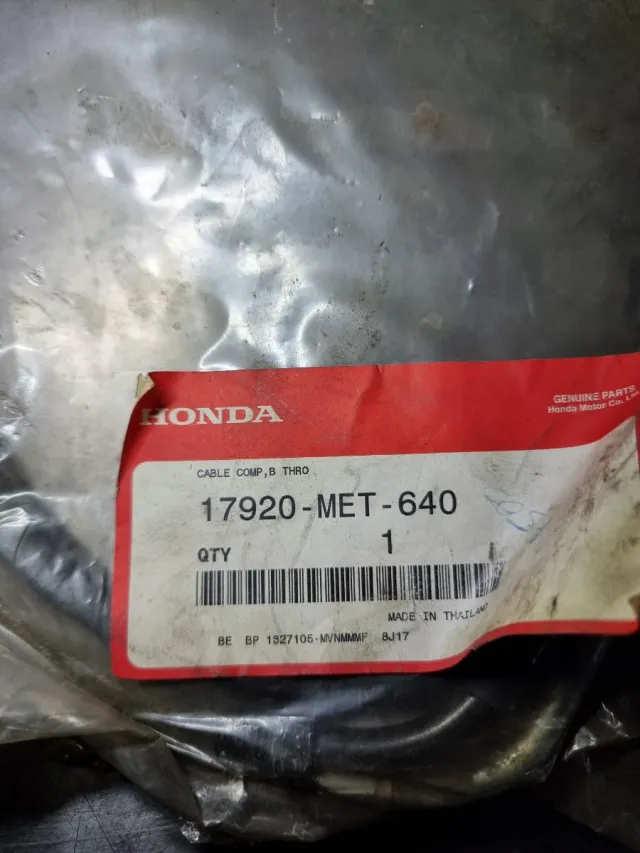 HONDA
GENUINE PARTS
Honda Motor Co.,
CABLE COMP,B THRO
17920-MET-640
QTY 1
MADE IN THAILAND
BE BP 1327105-MVNMMMF 8J17